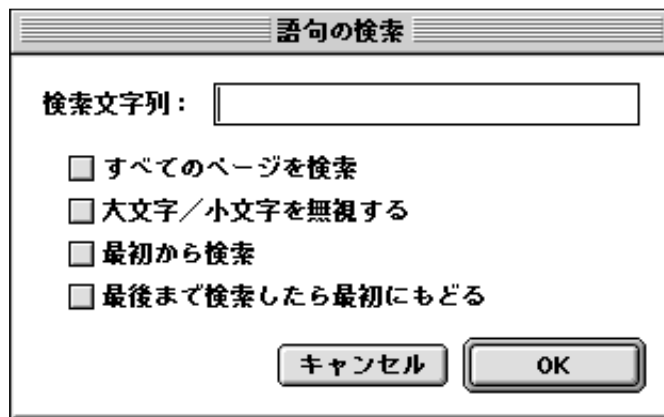 語句の検索
検索文字列：
すべてのページを検索
大文字／小文字を無視する
最初から検索
最後まで検索したら最初にもどる
キャンセル OK